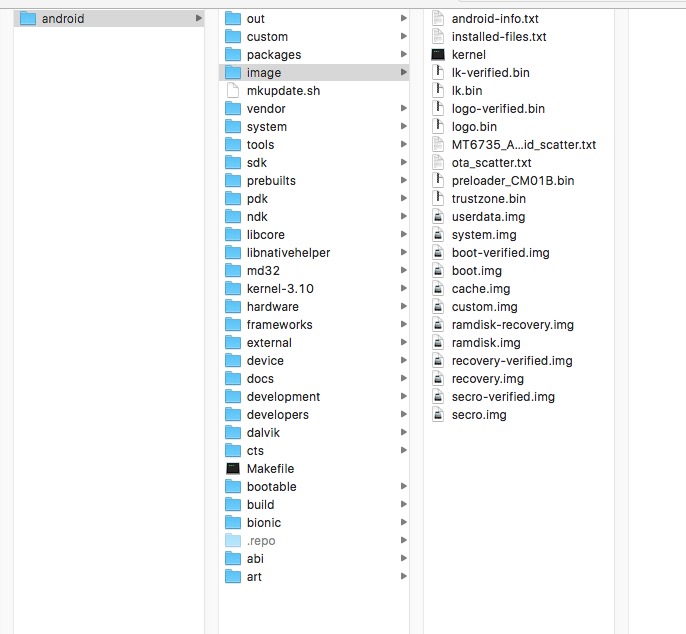 android
out
custom
packages
image
mkupdate.sh
vendor
system
tools
sdk
prebuilts
pdk
ndk
libcore
libnativehelper
md32
kernel-3.10
hardware
frameworks
external
device
docs
development
developers
dalvik
cts
Makefile
bootable
build
bionic
.repo
abi
art
android-info.txt
installed-files.txt
kernel
lk-verified.bin
lk.bin
logo-verified.bin
logo.bin
MT6735_A...id_scatter.txt
ota_scatter.txt
preloader_CM01B.bin
trustzone.bin
userdata.img
system.img
boot-verified.img
boot.img
cache.img
custom.img
ramdisk-recovery.img
ramdisk.img
recovery-verified.img
recovery.img
secro-verified.img
secro.img